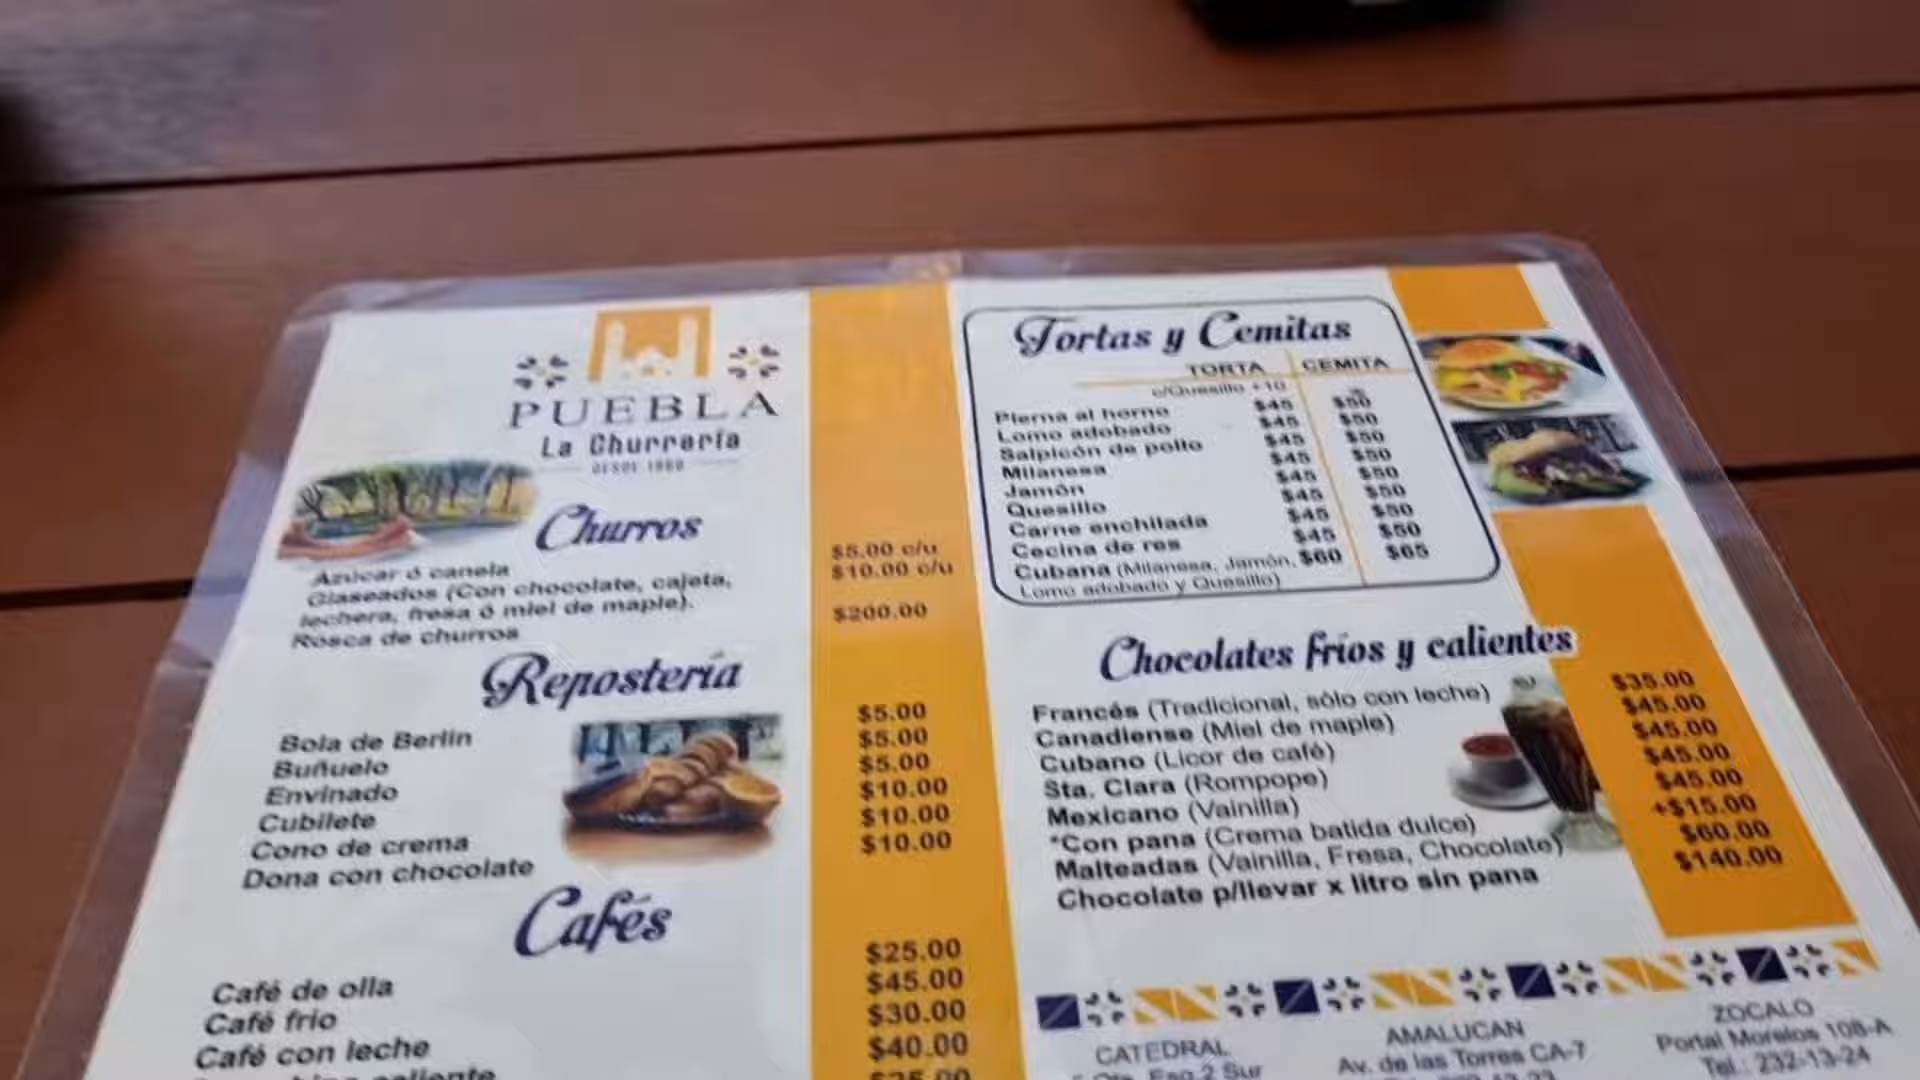 PUEBLA
La Churrería
DESDE 1980
Churros
Azúcar ó canela $5.00 c/u
Glaseados (Con chocolate, cajeta, $10.00 c/u
lechera, fresa ó miel de maple).
Rosca de churros $200.00
Repostería
Bola de Berlin $5.00
Buñuelo $5.00
Envinado $5.00
Cubilete $10.00
Cono de crema $10.00
Dona con chocolate $10.00
Cafés
Café de olla $25.00
Café frío $45.00
Café con leche $30.00
caliente $40.00
Tortas y Cemitas
TORTA CEMITA
c/Quesillo +10
Pierna al horno $45 $50
Lomo adobado $45 $50
Salpicón de pollo $45 $50
Milanesa $45 $50
Jamón $45 $50
Quesillo $45 $50
Carne enchilada $45 $50
Cecina de res $45 $50
Cubana (Milanesa, Jamón, $60 $65
Lomo adobado y Quesillo)
Chocolates fríos y calientes
Francés (Tradicional, sólo con leche) $35.00
Canadiense (Miel de maple) $45.00
Cubano (Licor de café) $45.00
Sta. Clara (Rompope) $45.00
Mexicano (Vainilla) $45.00
*Con pana (Crema batida dulce) +$15.00
Malteadas (Vainilla, Fresa, Chocolate) $60.00
Chocolate p/llevar x litro sin pana $140.00
CATEDRAL
Esq.2 Sur
AMALUCAN
Av. de las Torres CA-7
ZOCALO
Portal Morelos 108-A
Tel.: 232-13-24